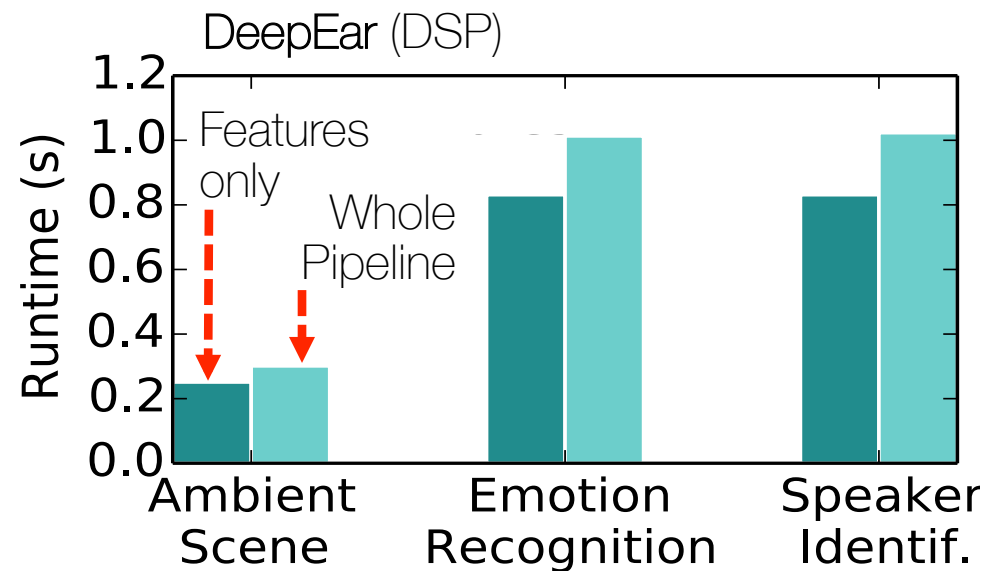 DeepEar (DSP)
Runtime (s)
1.2
1.0
0.8
0.6
0.4
0.2
0.0
Features
only
Whole
Pipeline
Ambient
Scene
Emotion
Recognition
Speaker
Identif.